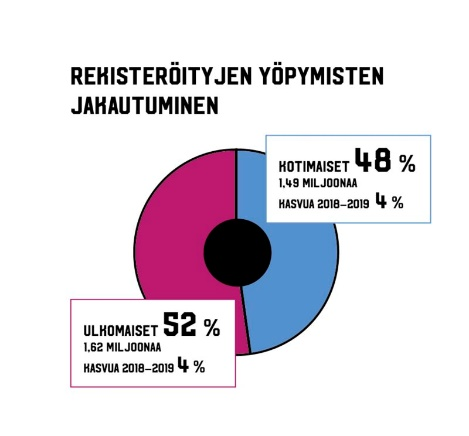 REKISTERÖITYJEN YÖPYMISTEN
JAKAUTUMINEN
KOTIMAISET 48 %
1,49 MILJOONAA
KASVUA 2018–2019 4 %
ULKOMAISET 52 %
1,62 MILJOONAA
KASVUA 2018–2019 4 %